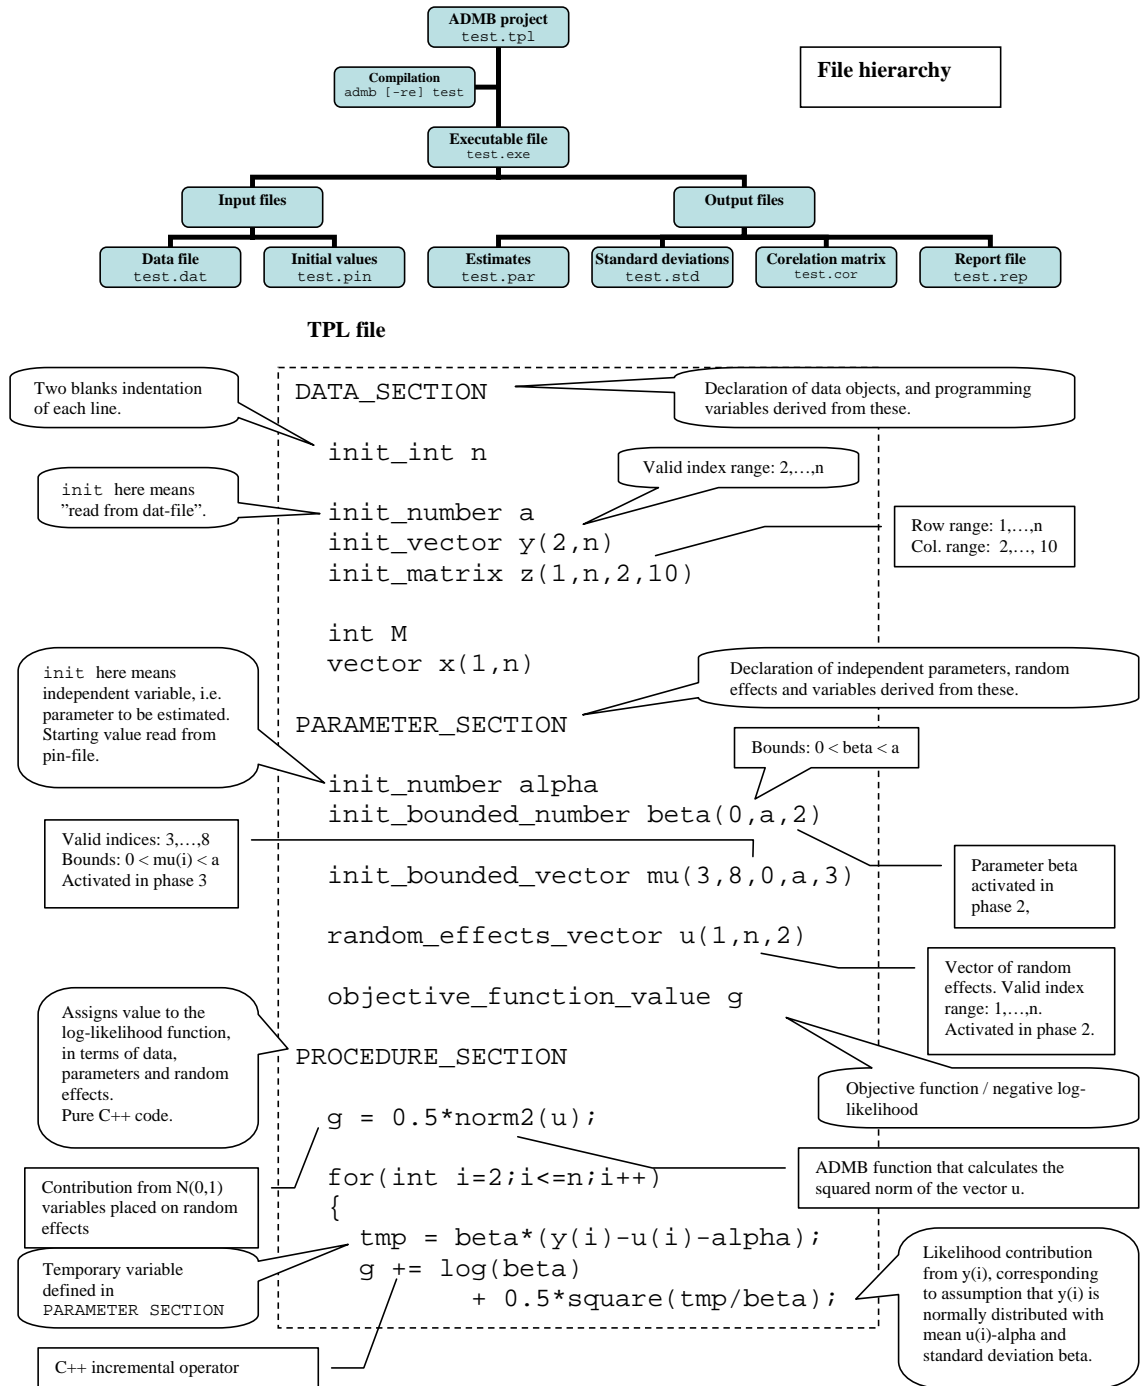 ADMB project
test.tpl
File hierarchy
Compilation
admb [-re] test
Executable file
test.exe
Input files
Output files
Data file
test.dat
Initial values
test.pin
Estimates
test.par
Standard deviations
test.std
Corelation matrix
test.cor
Report file
test.rep
TPL file
Two blanks indentation
of each line.
DATA_SECTION
Declaration of data objects, and programming
variables derived from these.
init_int n
Valid index range: 2,…,n
init here means
”read from dat-file”.
init_number a
init_vector y(2,n)
init_matrix z(1,n,2,10)
Row range: 1,…,n
Col. range: 2,…, 10
int M
vector x(1,n)
init here means
independent variable, i.e.
parameter to be estimated.
Starting value read from
pin-file.
Declaration of independent parameters, random
effects and variables derived from these.
PARAMETER_SECTION
Bounds: 0 < beta < a
init_number alpha
init_bounded_number beta(0,a,2)
Valid indices: 3,…,8
Bounds: 0 < mu(i) < a
Activated in phase 3
Parameter beta
activated in
phase 2,
init_bounded_vector mu(3,8,0,a,3)
random_effects_vector u(1,n,2)
Vector of random
effects. Valid index
range: 1,…,n.
Activated in phase 2.
objective_function_value g
Assigns value to the
log-likelihood function,
in terms of data,
parameters and random
effects.
Pure C++ code.
PROCEDURE_SECTION
Objective function / negative log-
likelihood
g = 0.5*norm2(u);
ADMB function that calculates the
squared norm of the vector u.
Contribution from N(0,1)
variables placed on random
effects
for(int i=2;i<=n;i++)
{
tmp = beta*(y(i)-u(i)-alpha);
g += log(beta)
+ 0.5*square(tmp/beta);
Temporary variable
defined in
PARAMETER SECTION
Likelihood contribution
from y(i), corresponding
to assumption that y(i) is
normally distributed with
mean u(i)-alpha and
standard deviation beta.
C++ incremental operator